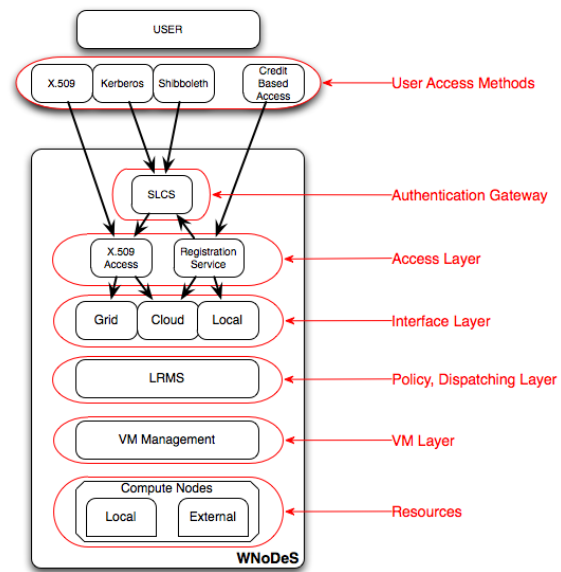 USER
X.509
Kerberos
Shibboleth
Credit
Based
Access
User Access Methods
SLCS
Authentication Gateway
X.509
Access
Registration
Service
Access Layer
Grid
Cloud
Local
Interface Layer
LRMS
Policy, Dispatching Layer
VM Management
VM Layer
Compute Nodes
Local
External
Resources
WNoDeS